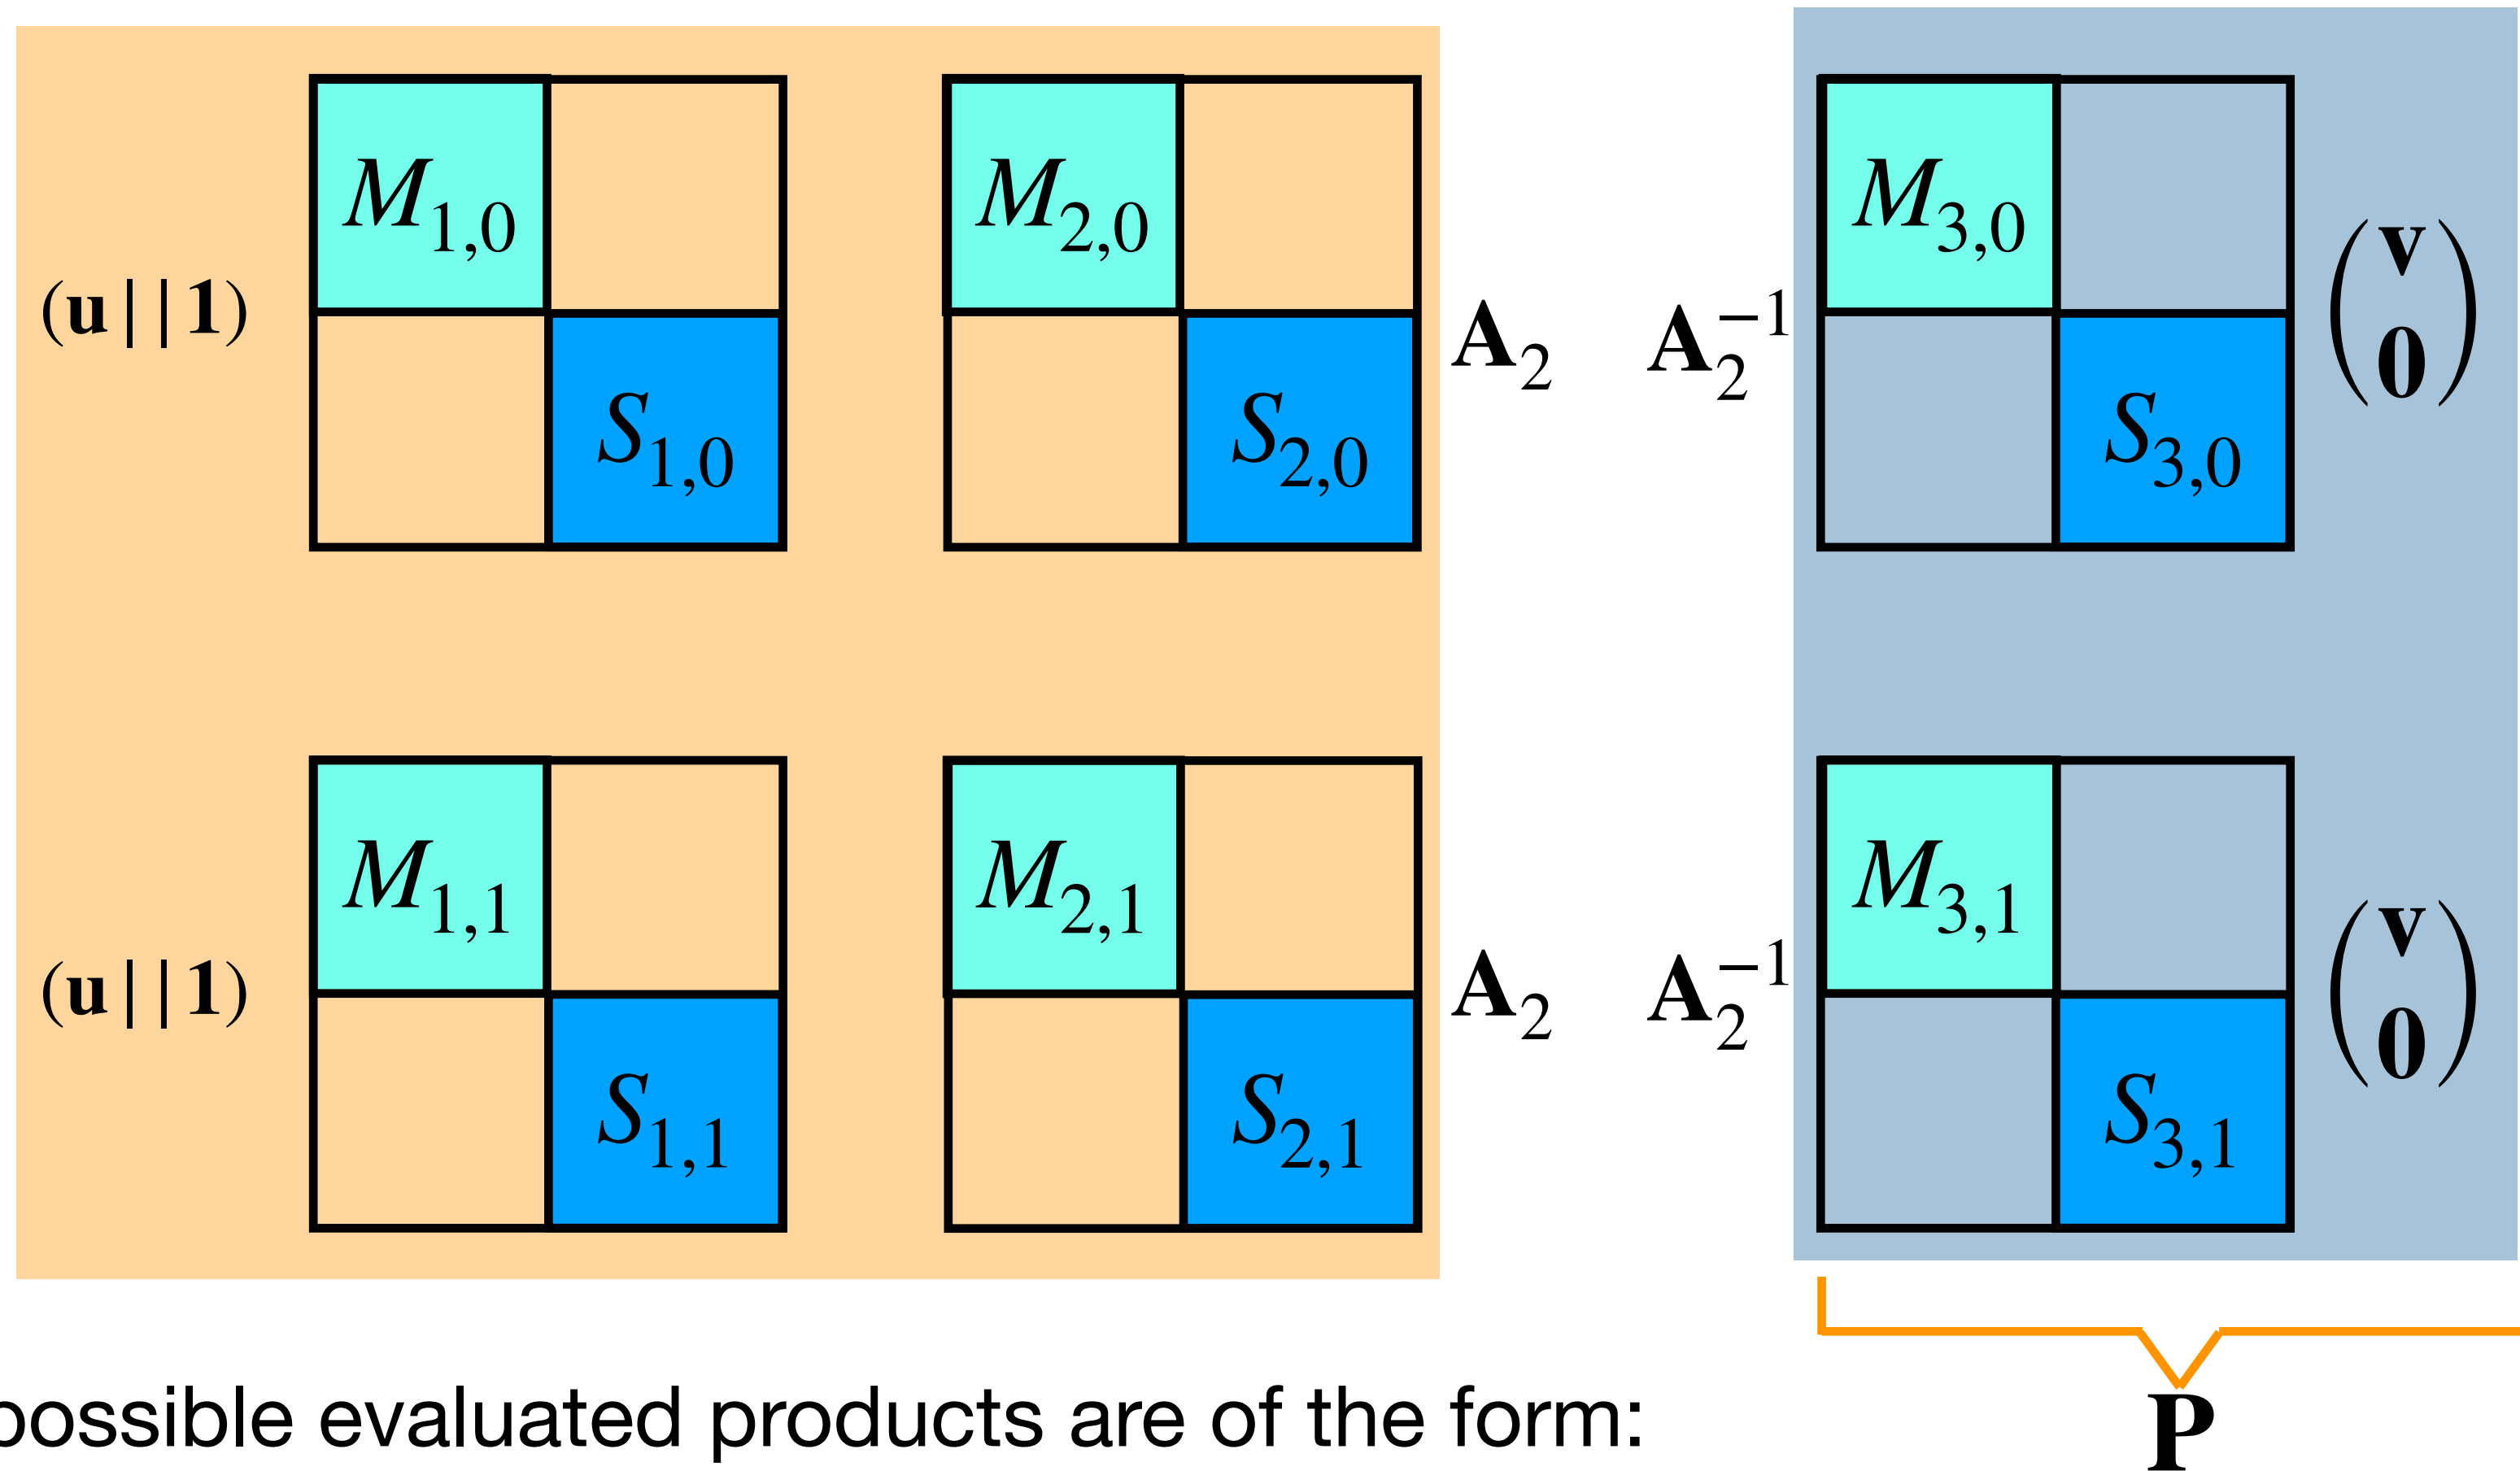 M₁,₀ M₂,₀ M₃,₀
(u||1) A₂ A₂⁻¹ (v 0)
S₁,₀ S₂,₀ S₃,₀
M₁,₁ M₂,₁ M₃,₁
(u||1) A₂ A₂⁻¹ (v 0)
S₁,₁ S₂,₁ S₃,₁
possible evaluated products are of the form:
P